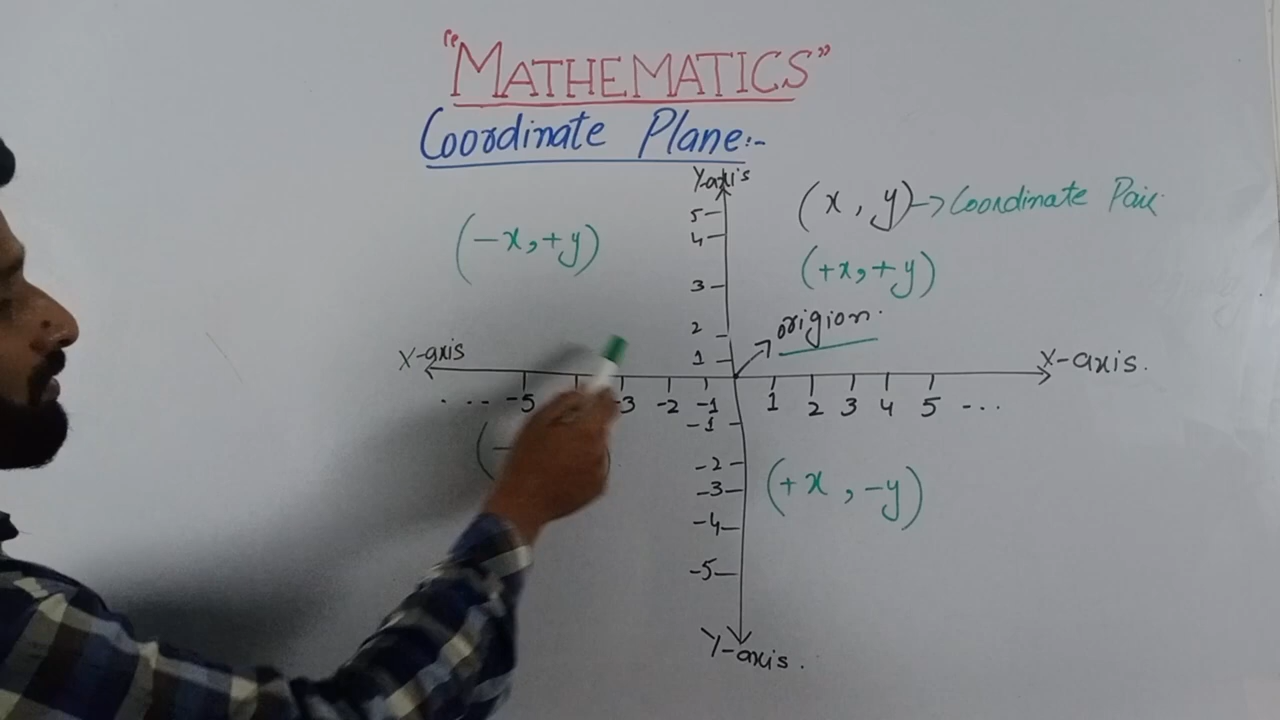 "MATHEMATICS"
Coordinate Plane:-
Y-axis
(x, y)→Coordinate Pair
(-x,+y)
(+x,+y)
5
4
3
2
1
origion.
X-axis
X-axis.
... -5 -3 -2 -1 1 2 3 4 5 ...
-1
-2
-3
-4
-5
(+x, -y)
Y-axis.